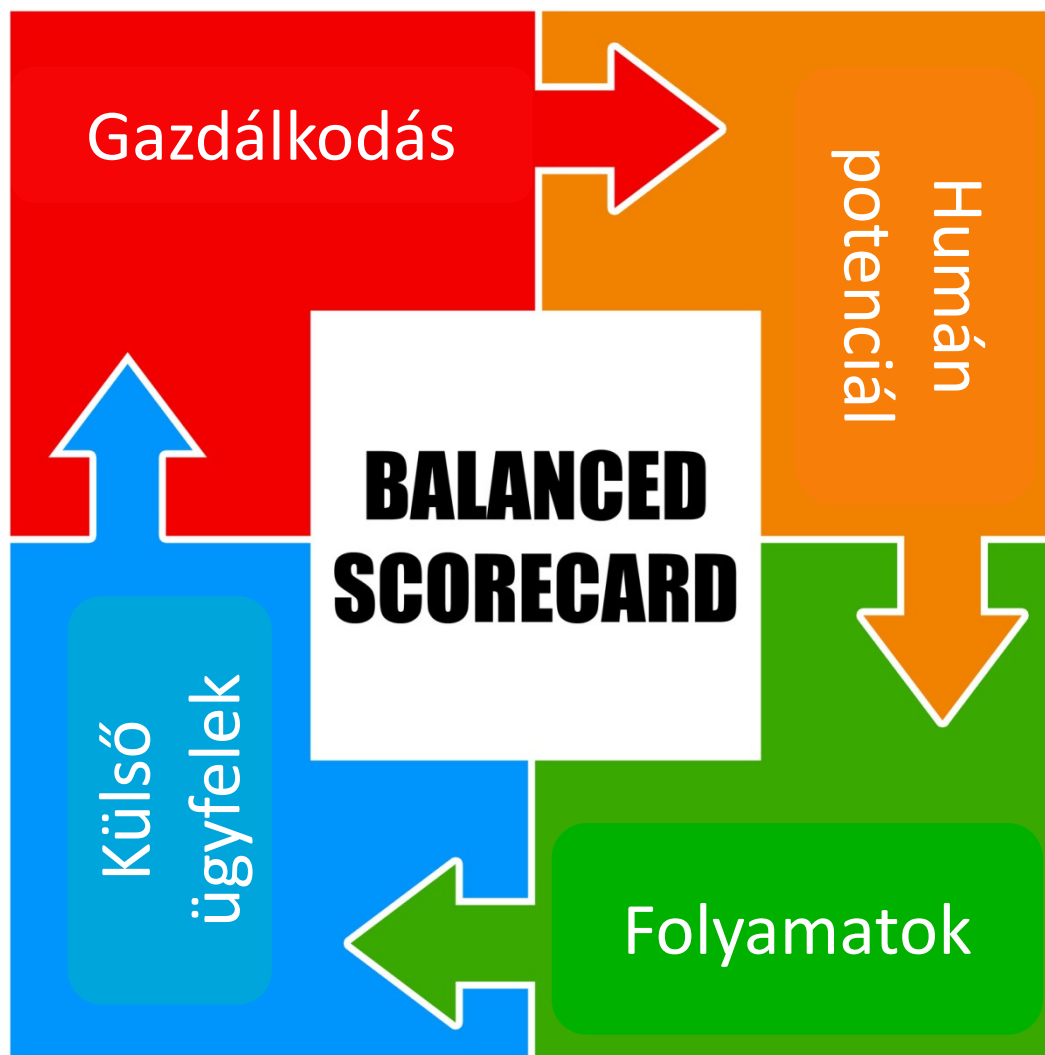 Gazdálkodás
Humán
potenciál
BALANCED
SCORECARD
Külső
ügyfelek
Folyamatok